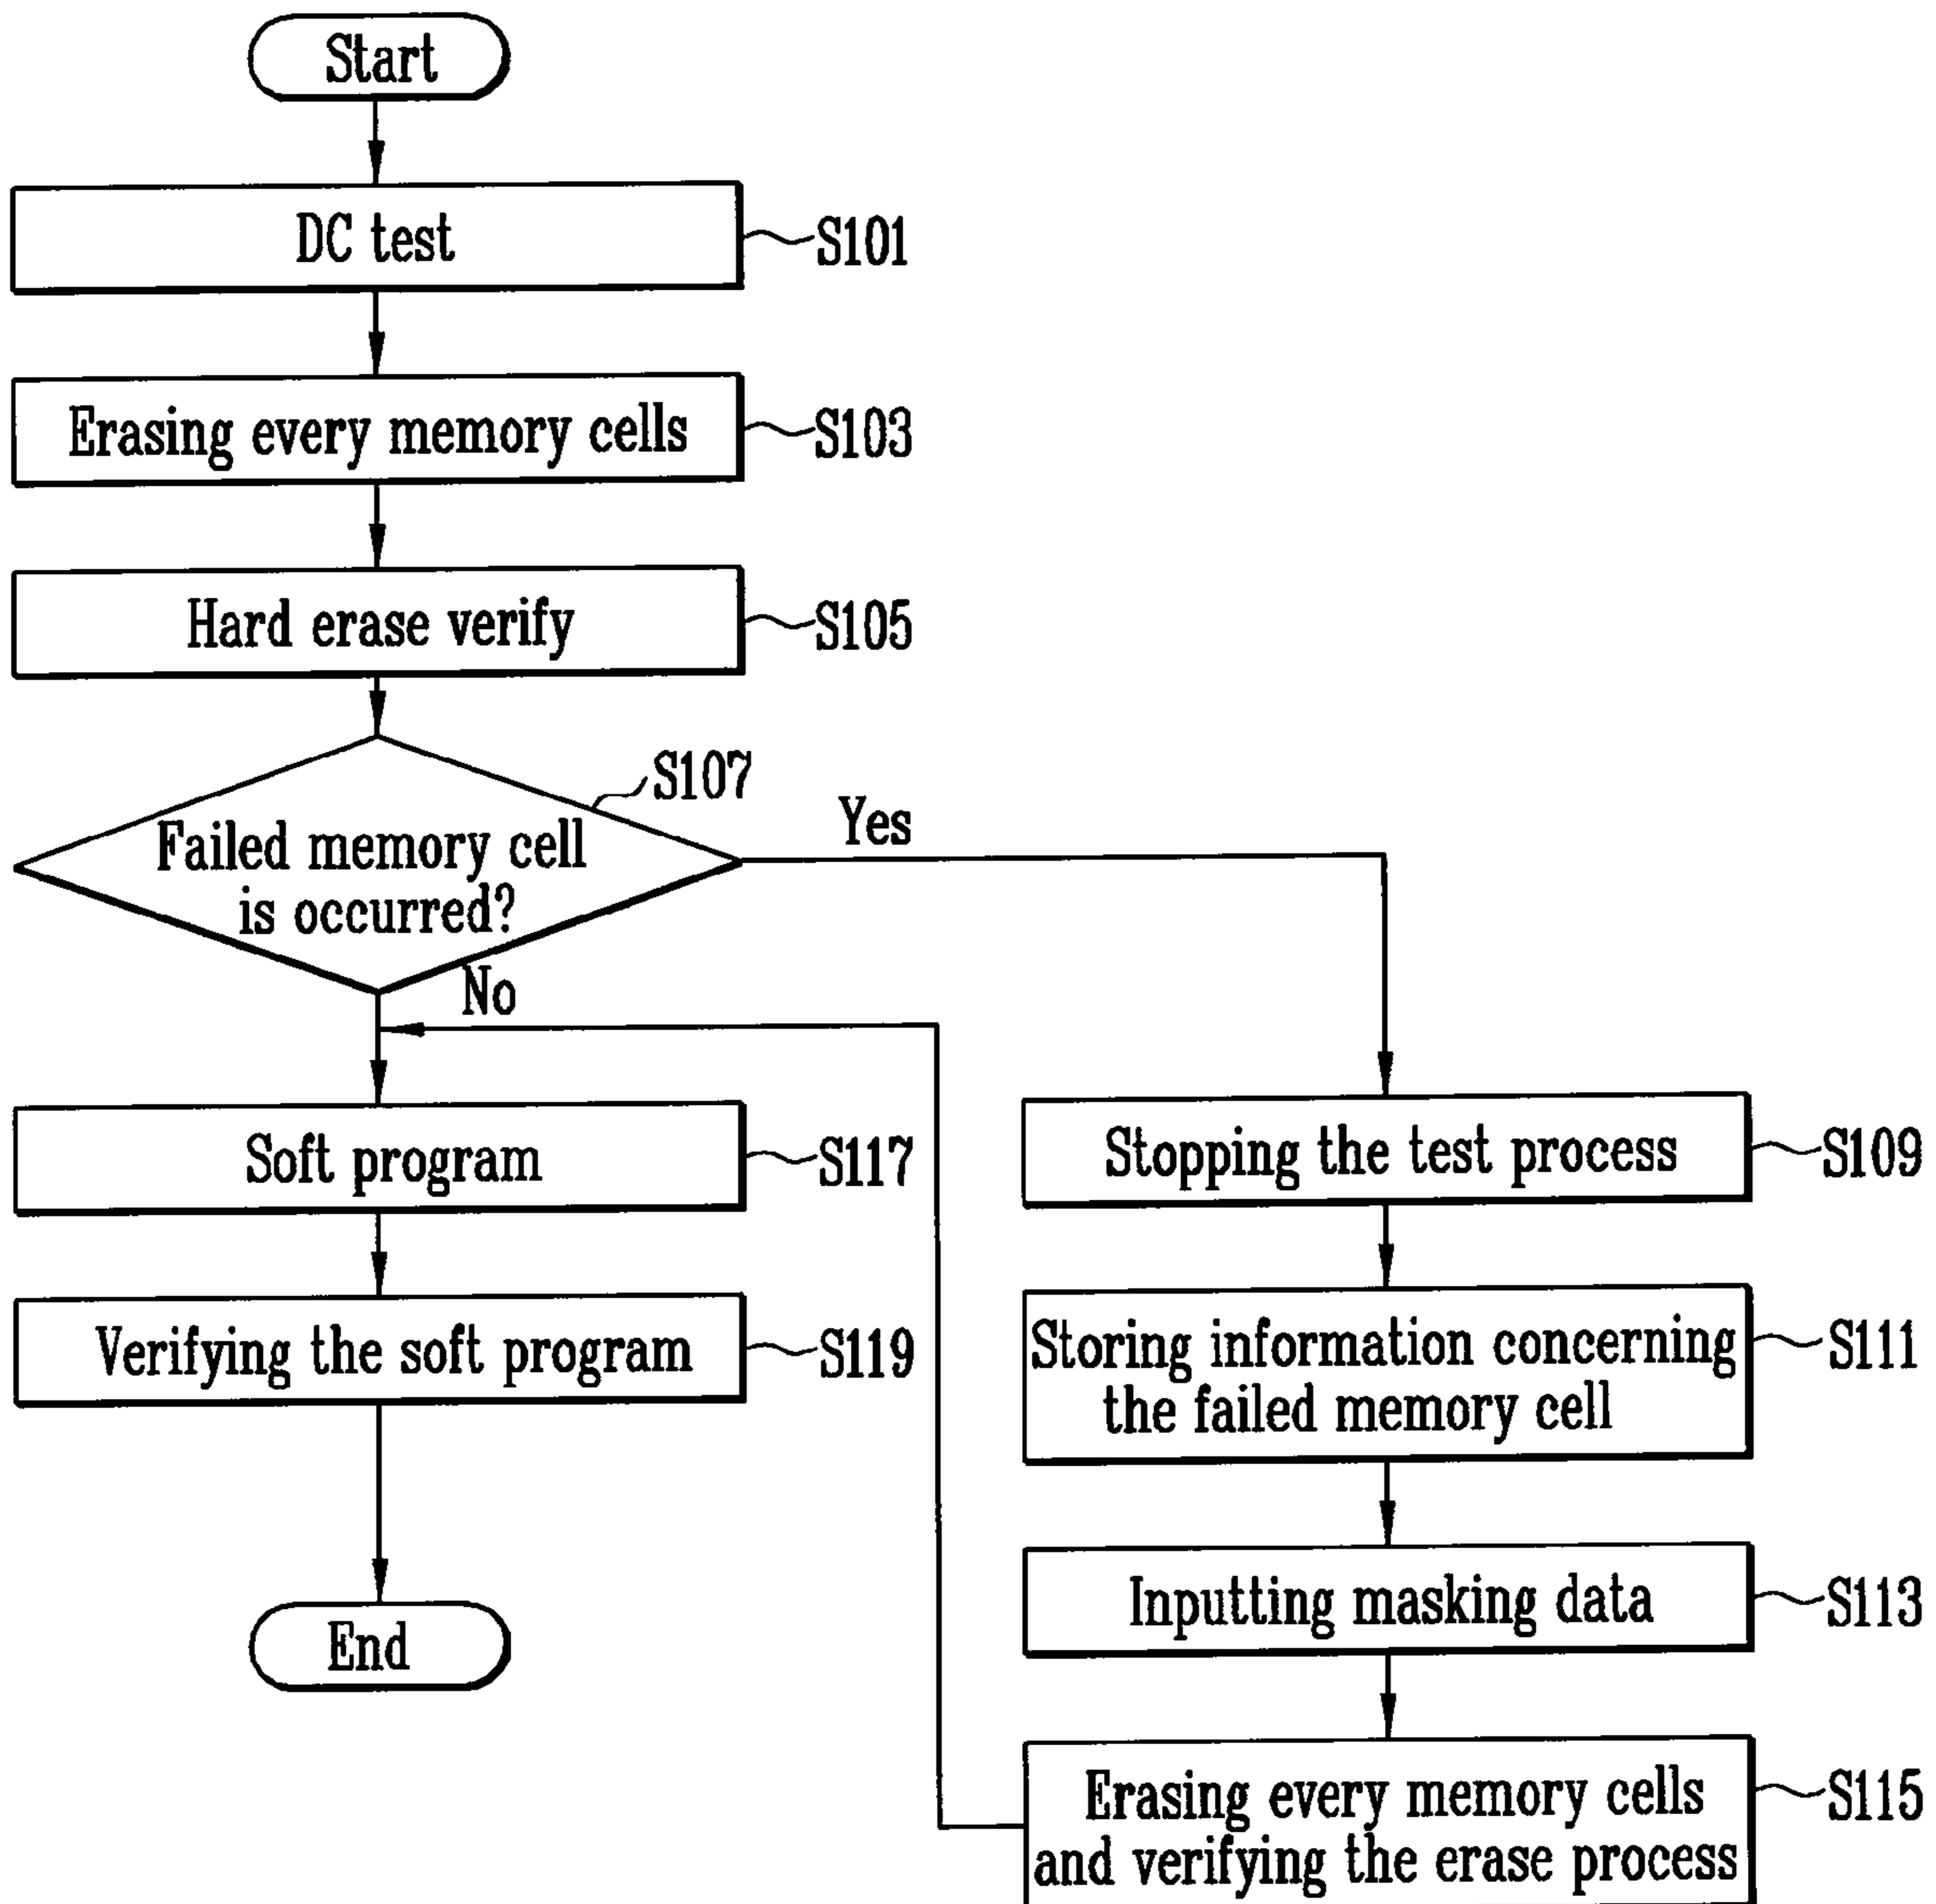 Start
DC test
S101
Erasing every memory cells
S103
Hard erase verify
S105
S107
Failed memory cell
is occurred?
Yes
No
Soft program
S117
Verifying the soft program
S119
End
Stopping the test process
S109
Storing information concerning
the failed memory cell
S111
Inputting masking data
S113
Erasing every memory cells
and verifying the erase process
S115